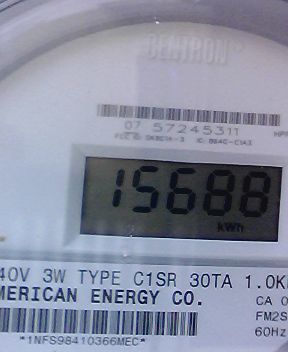 CENTRON
07 57245311
15688
kWh
40V 3W TYPE C1SR 30TA 1.0K
MERICAN ENERGY CO.
CA 0
FM2S
60Hz
*1NFS98410366MEC*